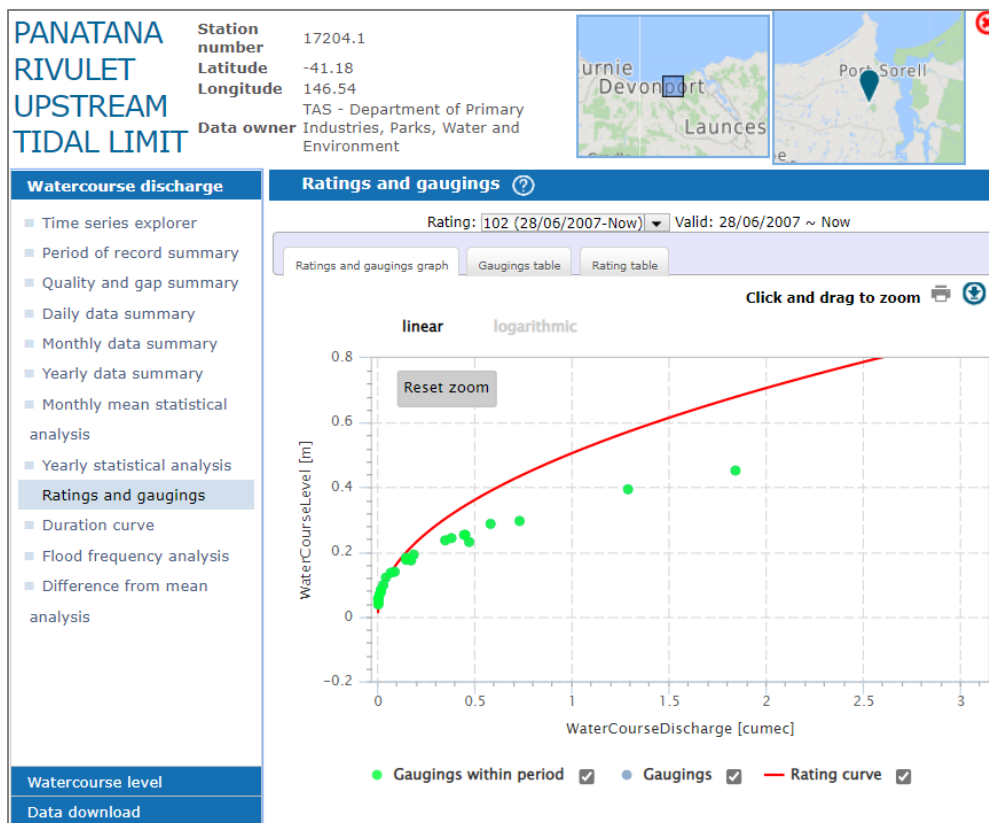 PANATANA
RIVULET
UPSTREAM
TIDAL LIMIT
Station
number
17204.1
Latitude
-41.18
Longitude
146.54
Data owner
TAS - Department of Primary
Industries, Parks, Water and
Environment
urnie
Devonport
Launces
Port Sorell
Watercourse discharge
Time series explorer
Period of record summary
Quality and gap summary
Daily data summary
Monthly data summary
Yearly data summary
Monthly mean statistical
analysis
Yearly statistical analysis
Ratings and gaugings
Duration curve
Flood frequency analysis
Difference from mean
analysis
Watercourse level
Data download
Ratings and gaugings ?
Rating: 102 (28/06/2007-Now) Valid: 28/06/2007 ~ Now
Ratings and gaugings graph Gaugings table Rating table
Click and drag to zoom
linear logarithmic
Reset zoom
WaterCourseLevel [m]
0.8
0.6
0.4
0.2
0
-0.2
0 0.5 1 1.5 2 2.5 3
WaterCourseDischarge [cumec]
Gaugings within period Gaugings Rating curve